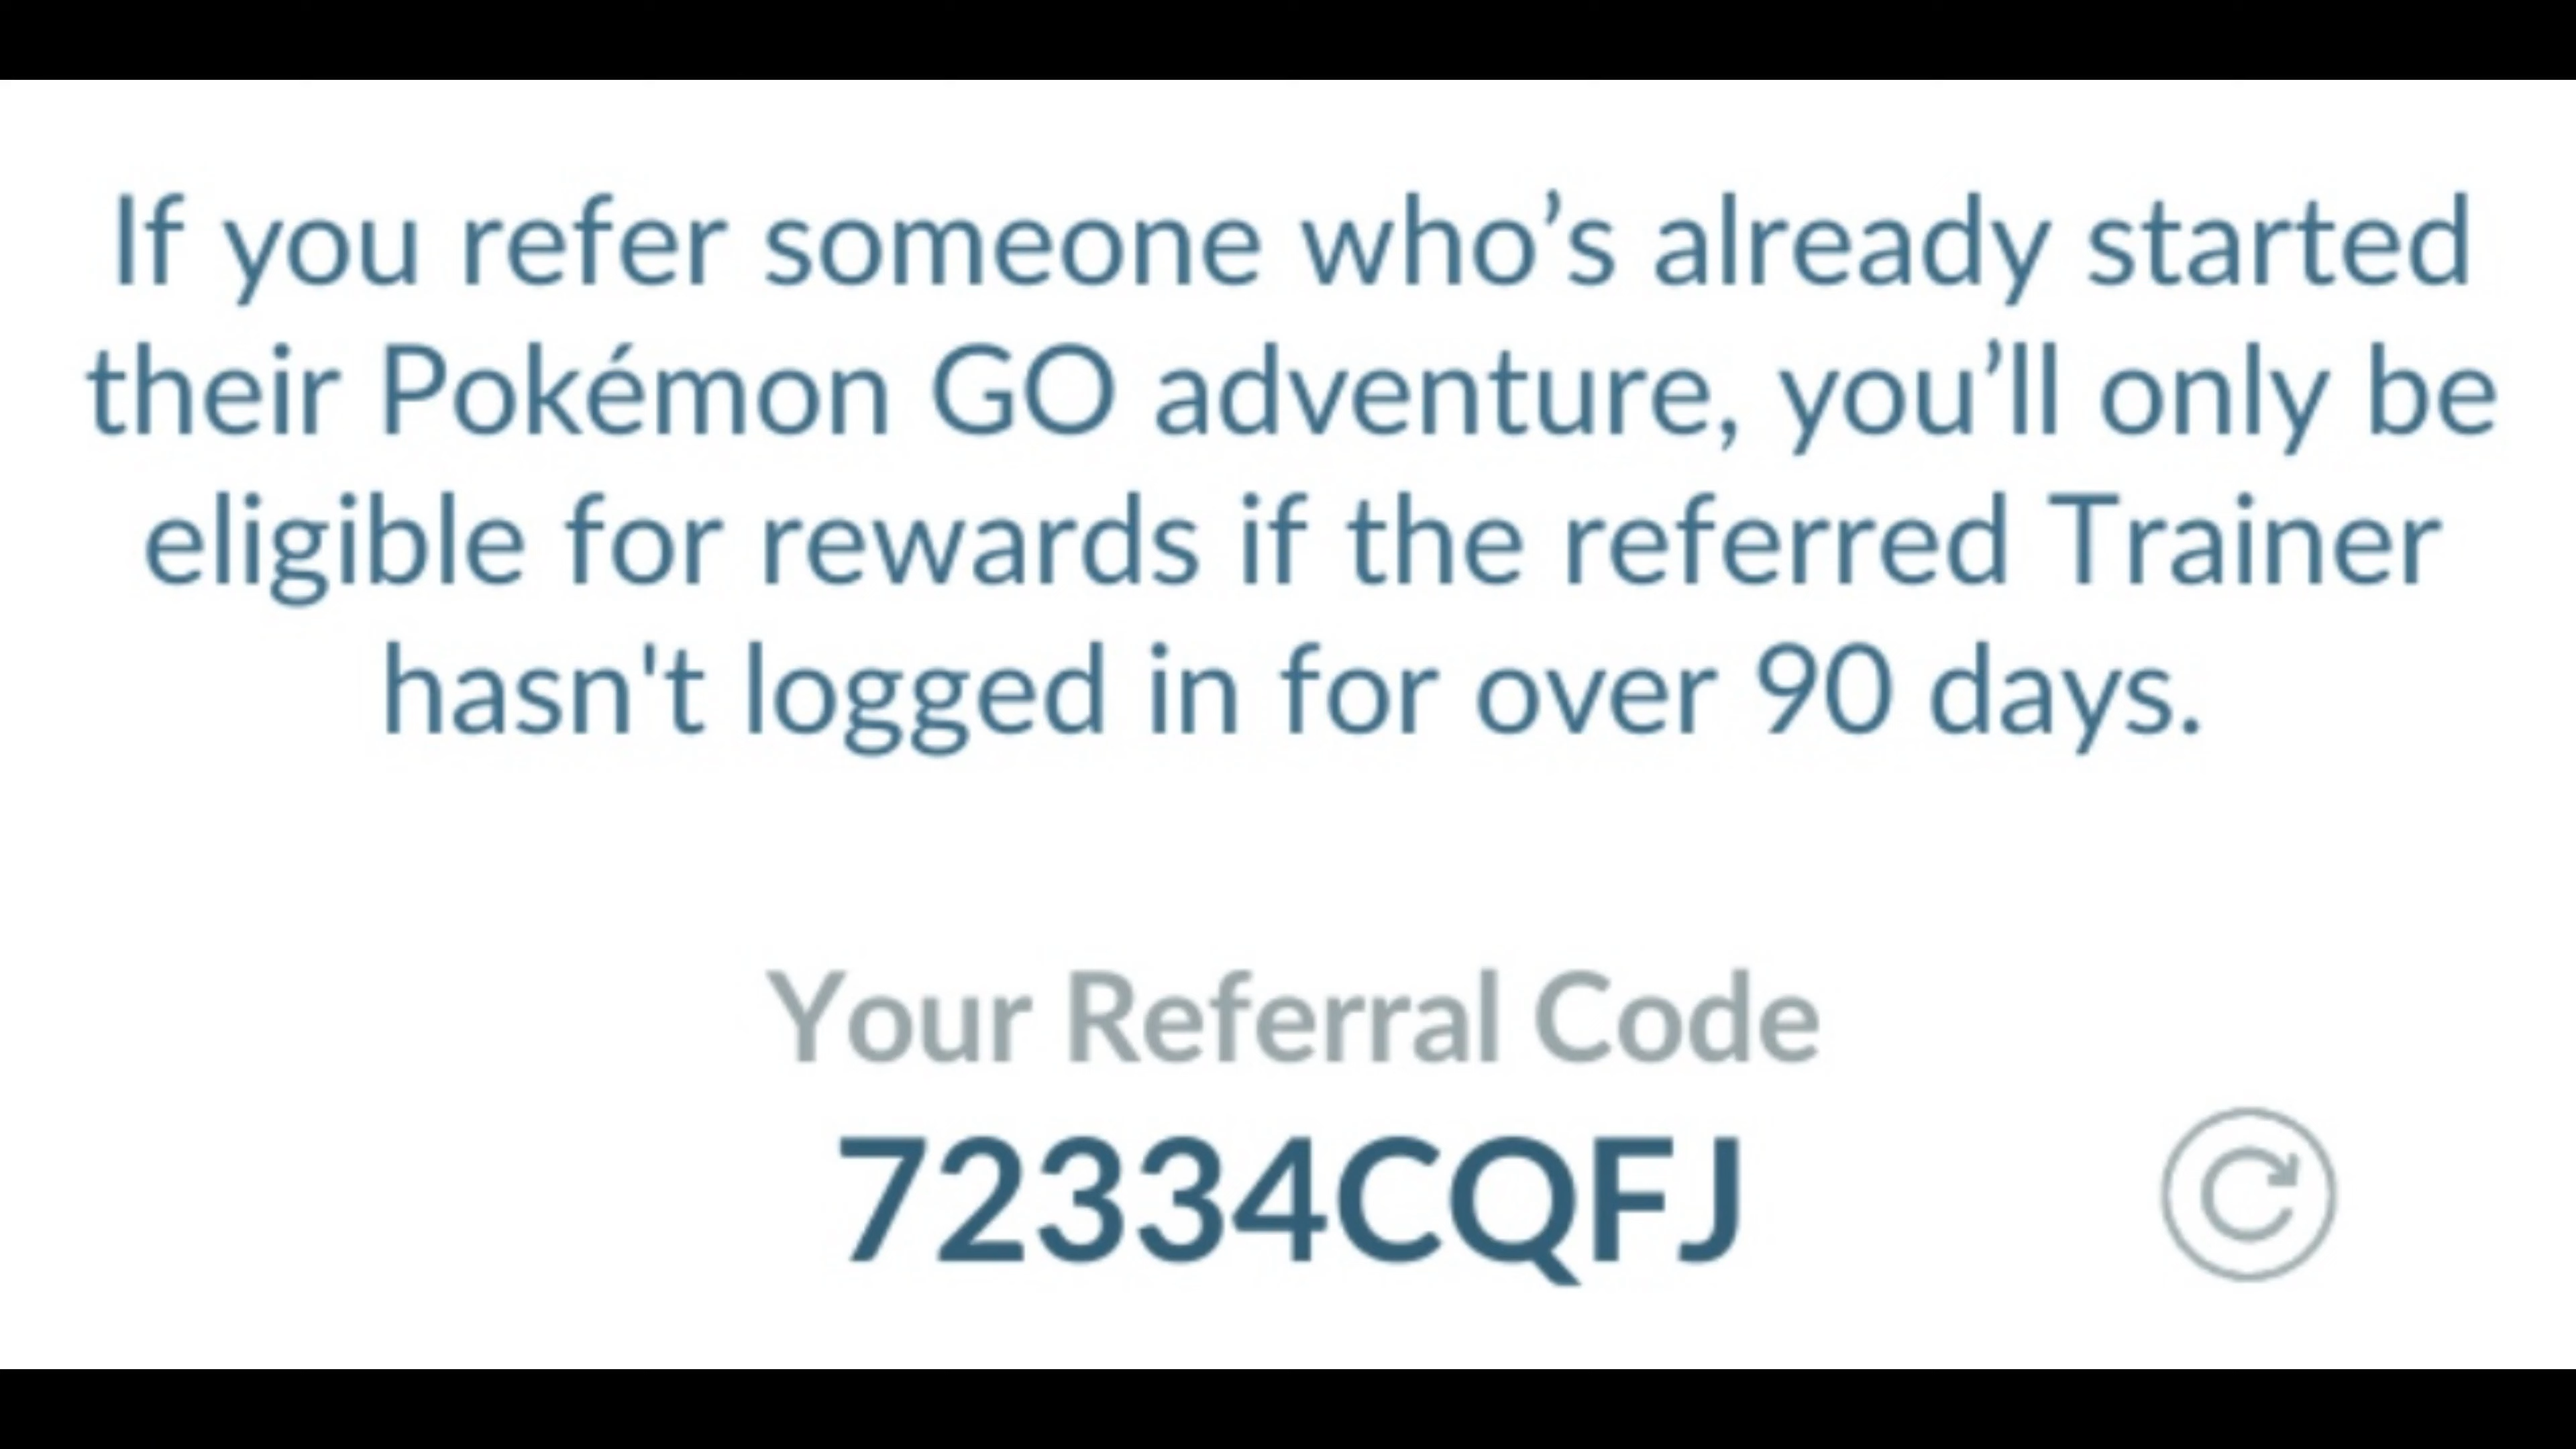 If you refer someone who’s already started
their Pokémon GO adventure, you’ll only be
eligible for rewards if the referred Trainer
hasn't logged in for over 90 days.
Your Referral Code
72334CQFJ